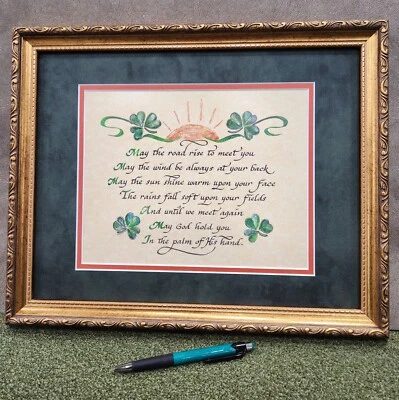 May the road rise to meet you
May the wind be always at your back
May the sun shine warm upon your face
The rains fall soft upon your fields
And until we meet again
May God hold you
In the palm of His hand.